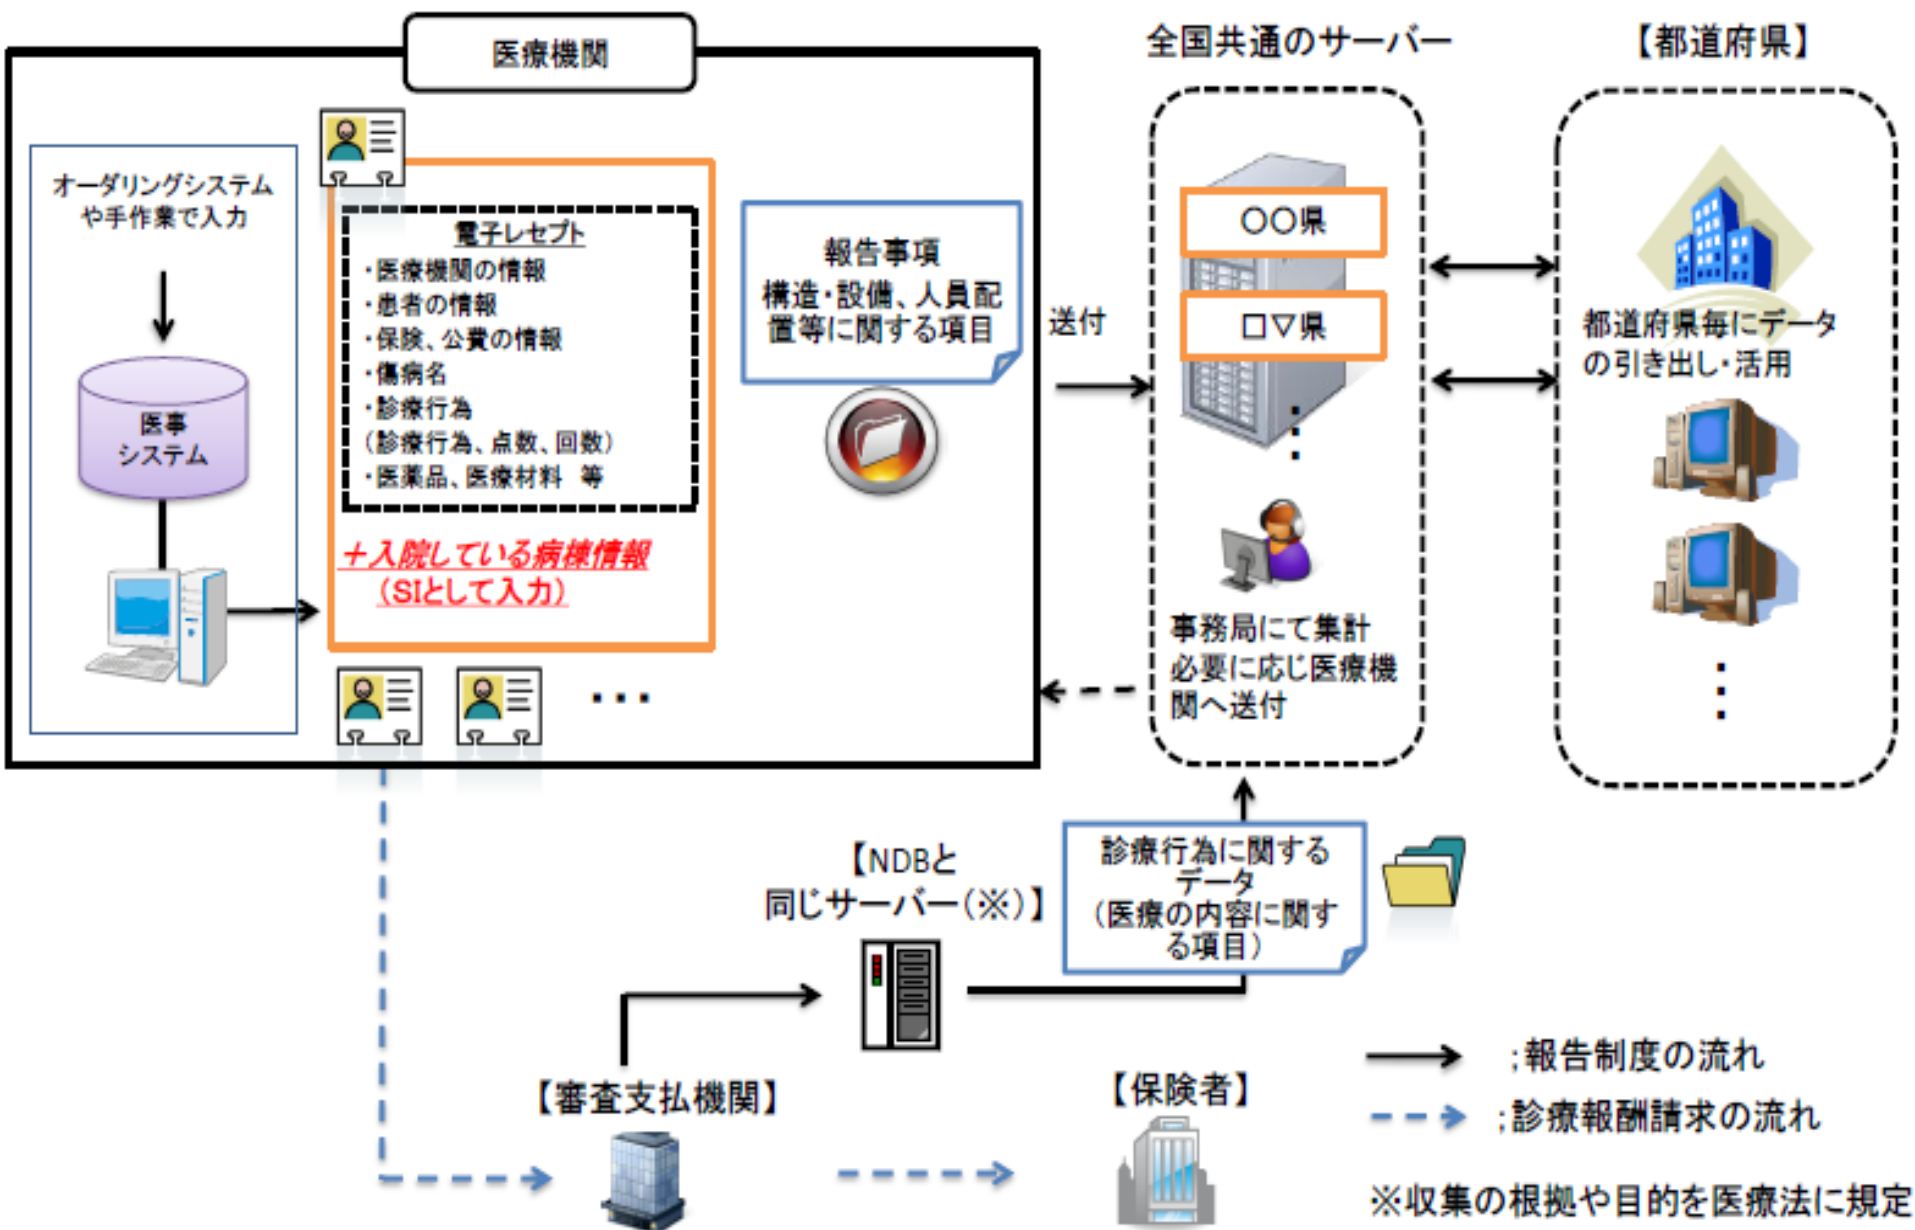 医療機関
オーダリングシステム
や手作業で入力
医事
システム
電子レセプト
・医療機関の情報
・患者の情報
・保険、公費の情報
・傷病名
・診療行為
（診療行為、点数、回数）
・医薬品、医療材料　等
＋入院している病棟情報
（SIとして入力）
･･･
報告事項
構造・設備、人員配
置等に関する項目
送付
全国共通のサーバー
〇〇県
□▽県
事務局にて集計
必要に応じ医療機
関へ送付
【都道府県】
都道府県毎にデータ
の引き出し・活用
【NDBと
同じサーバー（※）】
診療行為に関する
データ
（医療の内容に関す
る項目）
【審査支払機関】
【保険者】
；報告制度の流れ
；診療報酬請求の流れ
※収集の根拠や目的を医療法に規定